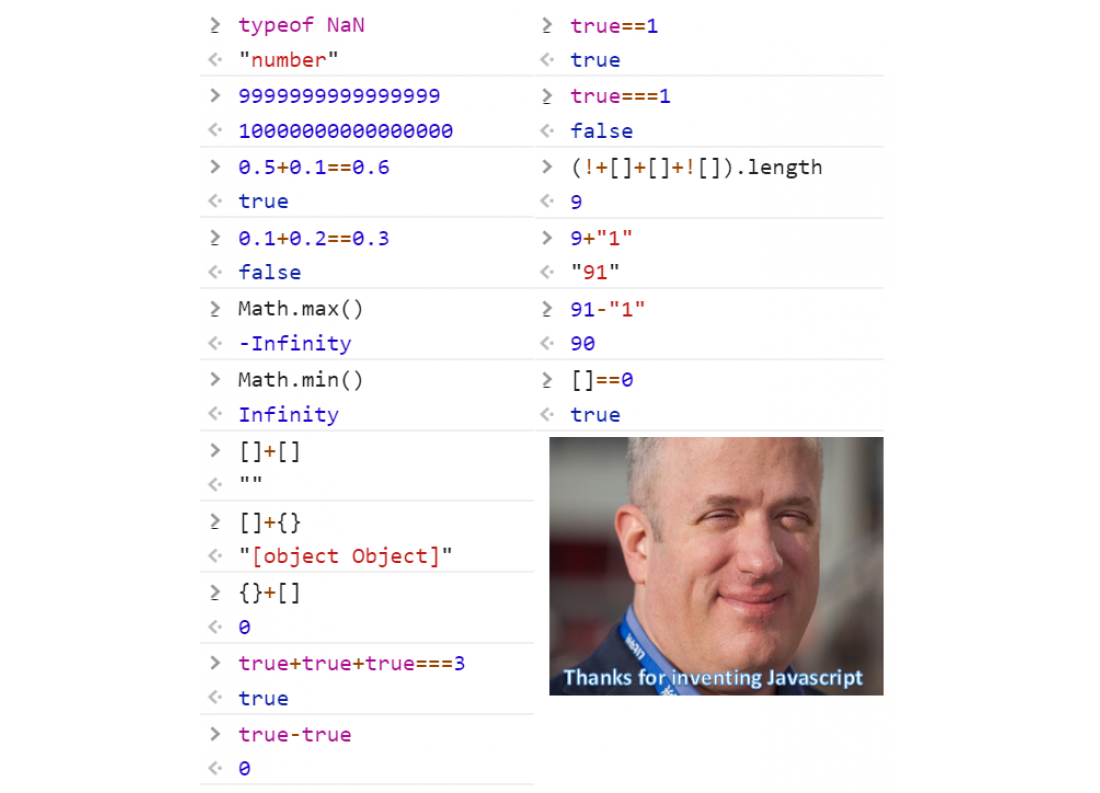 typeof NaN
"number"
9999999999999999
10000000000000000
0.5+0.1==0.6
true
0.1+0.2==0.3
false
Math.max()
-Infinity
Math.min()
Infinity
[]+[]
""
[]+{}
"[object Object]"
{}+[]
0
true+true+true===3
true
true-true
0
true==1
true
true===1
false
(!+[]+[]+![]).length
9
9+"1"
"91"
91-"1"
90
[]==0
true
Thanks for inventing Javascript